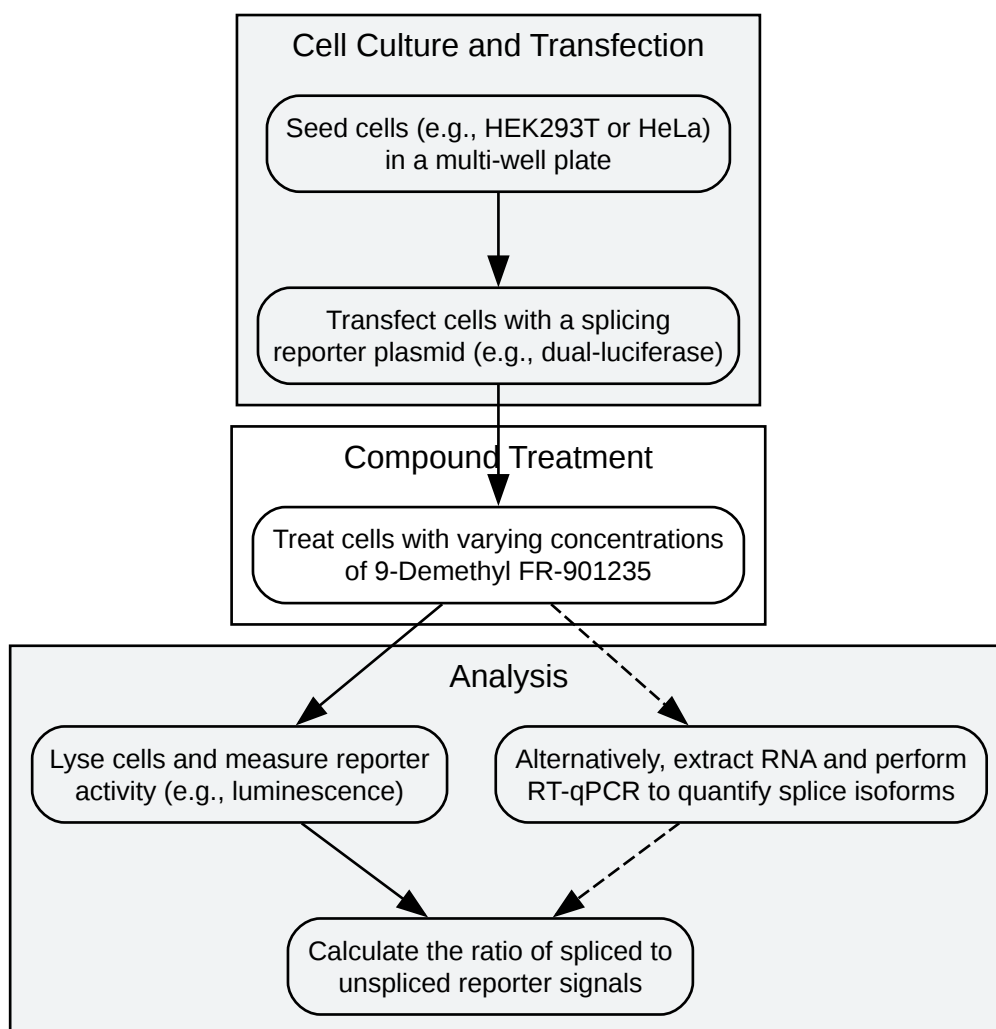 Cell Culture and Transfection
Seed cells (e.g., HEK293T or HeLa)
in a multi-well plate
Transfect cells with a splicing
reporter plasmid (e.g., dual-luciferase)
Compound Treatment
Treat cells with varying concentrations
of 9-Demethyl FR-901235
Analysis
Lyse cells and measure reporter
activity (e.g., luminescence)
Alternatively, extract RNA and perform
RT-qPCR to quantify splice isoforms
Calculate the ratio of spliced to
unspliced reporter signals